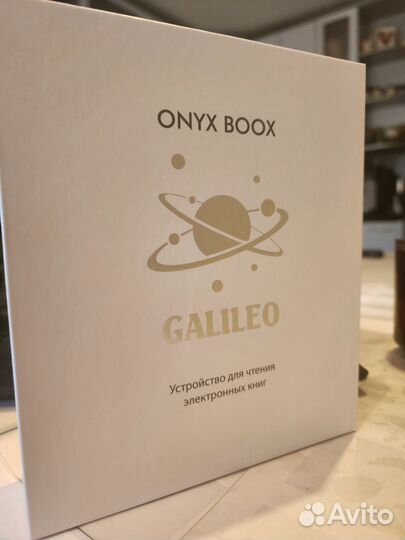 ONYX BOOX
GALILEO
Устройство для чтения
электронных книг
Avito